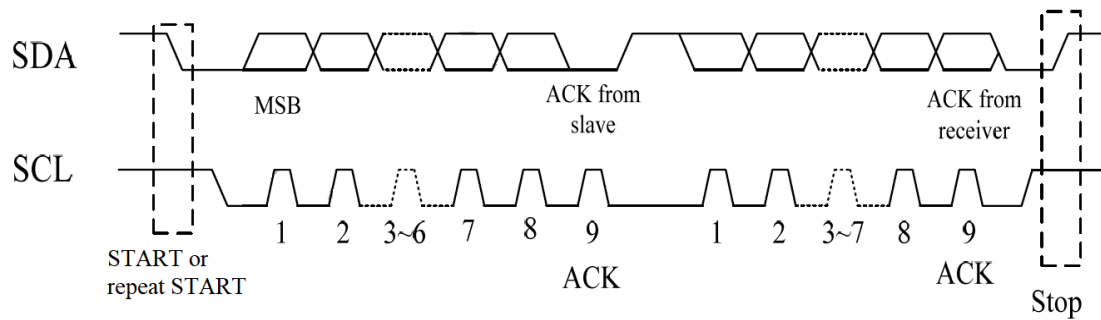 SDA
MSB
ACK from
slave
ACK from
receiver
SCL
1 2 3~6 7 8 9 1 2 3~7 8 9
START or
repeat START
ACK
ACK
Stop